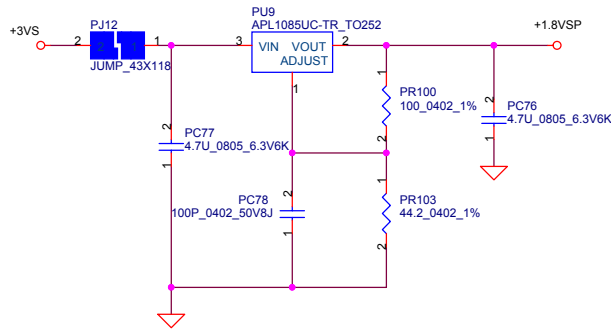 PU9
APL1085UC-TR_TO252
+3VS
PJ12
2
2
1
1
JUMP_43X118
3
VIN
VOUT
2
ADJUST
1
+1.8VSP
1
PR100
100_0402_1%
2
2
PC76
4.7U_0805_6.3V6K
1
2
PC77
4.7U_0805_6.3V6K
1
2
PC78
100P_0402_50V8J
1
1
PR103
44.2_0402_1%
2